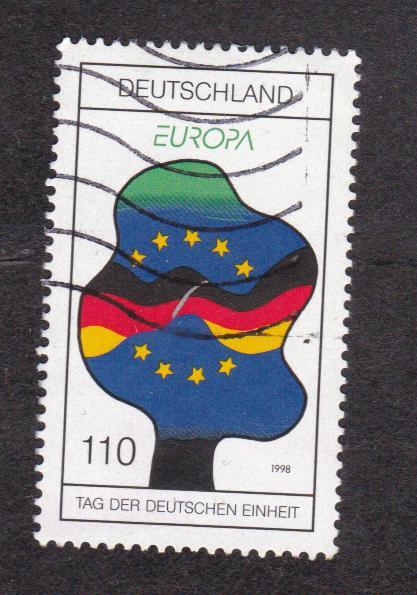 DEUTSCHLAND
EUROPA
110
1998
TAG DER DEUTSCHEN EINHEIT